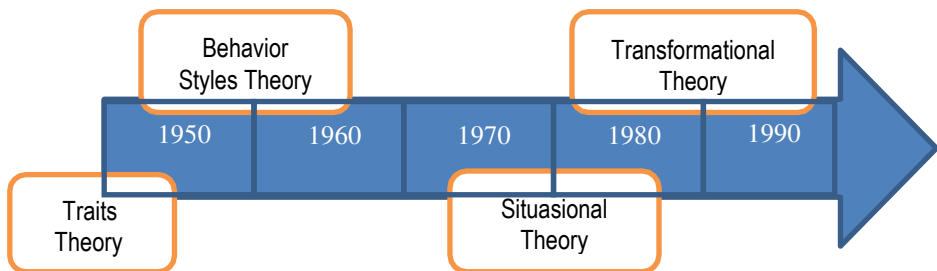 Behavior
Styles Theory
Transformational
Theory
1950
1960
1970
1980
1990
Traits
Theory
Situasional
Theory